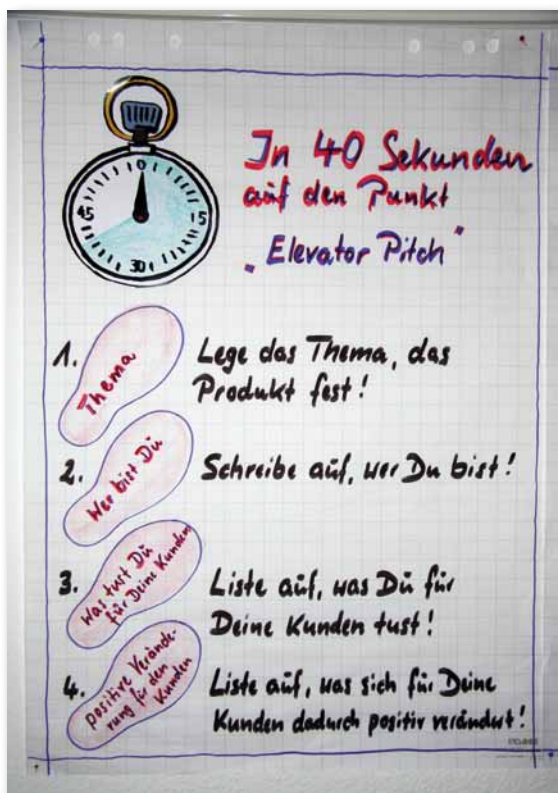 0
45
15
30
In 40 Sekunden
auf den Punkt
"Elevator Pitch"
1.
Thema
Lege das Thema, das
Produkt fest!
2.
Wer bist Du
Schreibe auf, wer Du bist!
3.
Was tust Du
für Deine Kunden
Liste auf, was Du für
Deine Kunden tust!
4.
positive Verände-
rung für den
Kunden
Liste auf, was sich für Deine
Kunden dadurch positiv verändert!